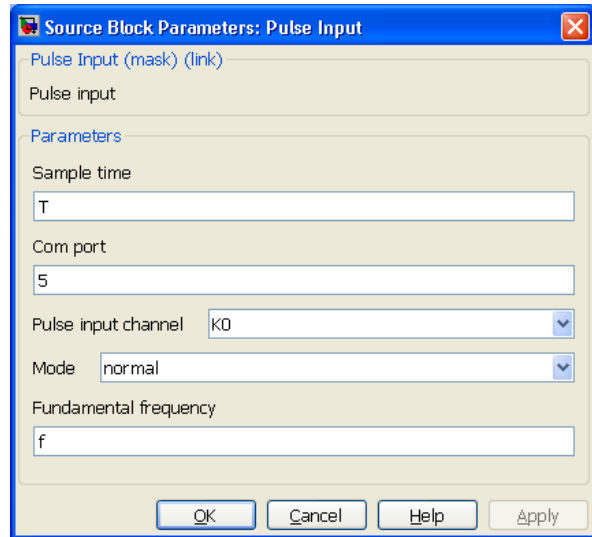 Source Block Parameters: Pulse Input
Pulse Input (mask) (link)
Pulse input
Parameters
Sample time
T
Com port
5
Pulse input channel K0
Mode normal
Fundamental frequency
f
OK Cancel Help Apply